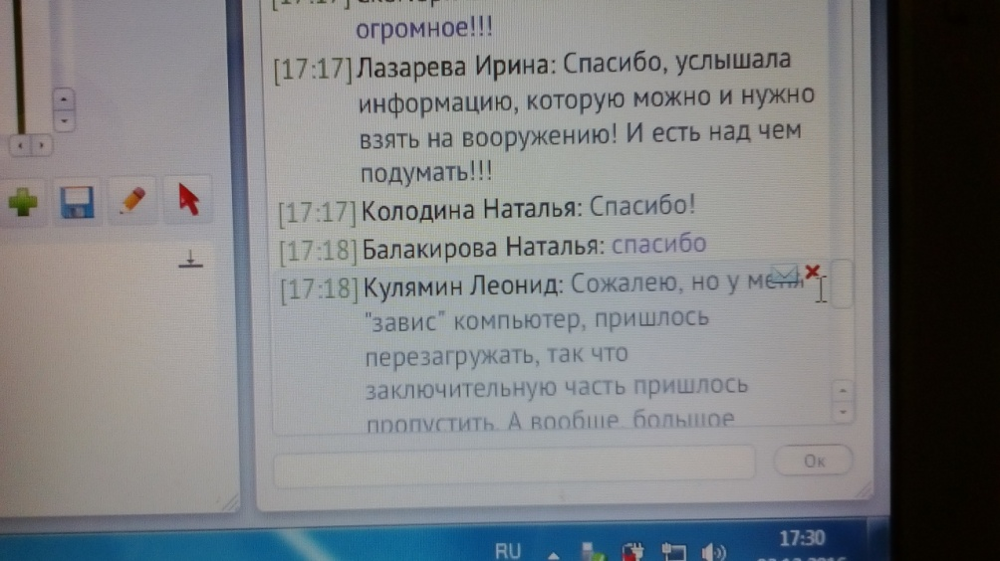 [17:17]
огромное!!!
[17:17] Лазарева Ирина: Спасибо, услышала
информацию, которую можно и нужно
взять на вооружению! И есть над чем
подумать!!!
[17:17] Колодина Наталья: Спасибо!
[17:18] Балакирова Наталья: спасибо
[17:18] Кулямин Леонид: Сожалею, но у
"завис" компьютер, пришлось
перезагружать, так что
заключительную часть пришлось
пропустить. А вообще, большое
Ок
RU
17:30